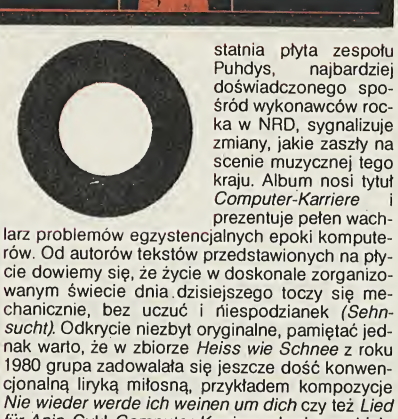 Ostatnia płyta zespołu
Puhdys, najbardziej
doświadczonego spo-
śród wykonawców roc-
ka w NRD, sygnalizuje
zmiany, jakie zaszły na
scenie muzycznej tego
kraju. Album nosi tytuł
Computer-Karriere i
prezentuje pełen wach-
larz problemów egzystencjalnych epoki kompute-
rów. Od autorów tekstów przedstawionych na pły-
cie dowiemy się, że życie w doskonale zorganizo-
wanym świecie dnia dzisiejszego toczy się me-
chanicznie, bez uczuć i niespodzianek (Sehn-
sucht). Odkrycie niezbyt oryginalne, pamiętać jed-
nak warto, że w zbiorze Heiss wie Schnee z roku
1980 grupa zadowalała się jeszcze dość konwen-
cjonalną liryką miłosną, przykładem kompozycje
Nie wieder werde ich weinen um dich czy też Lied